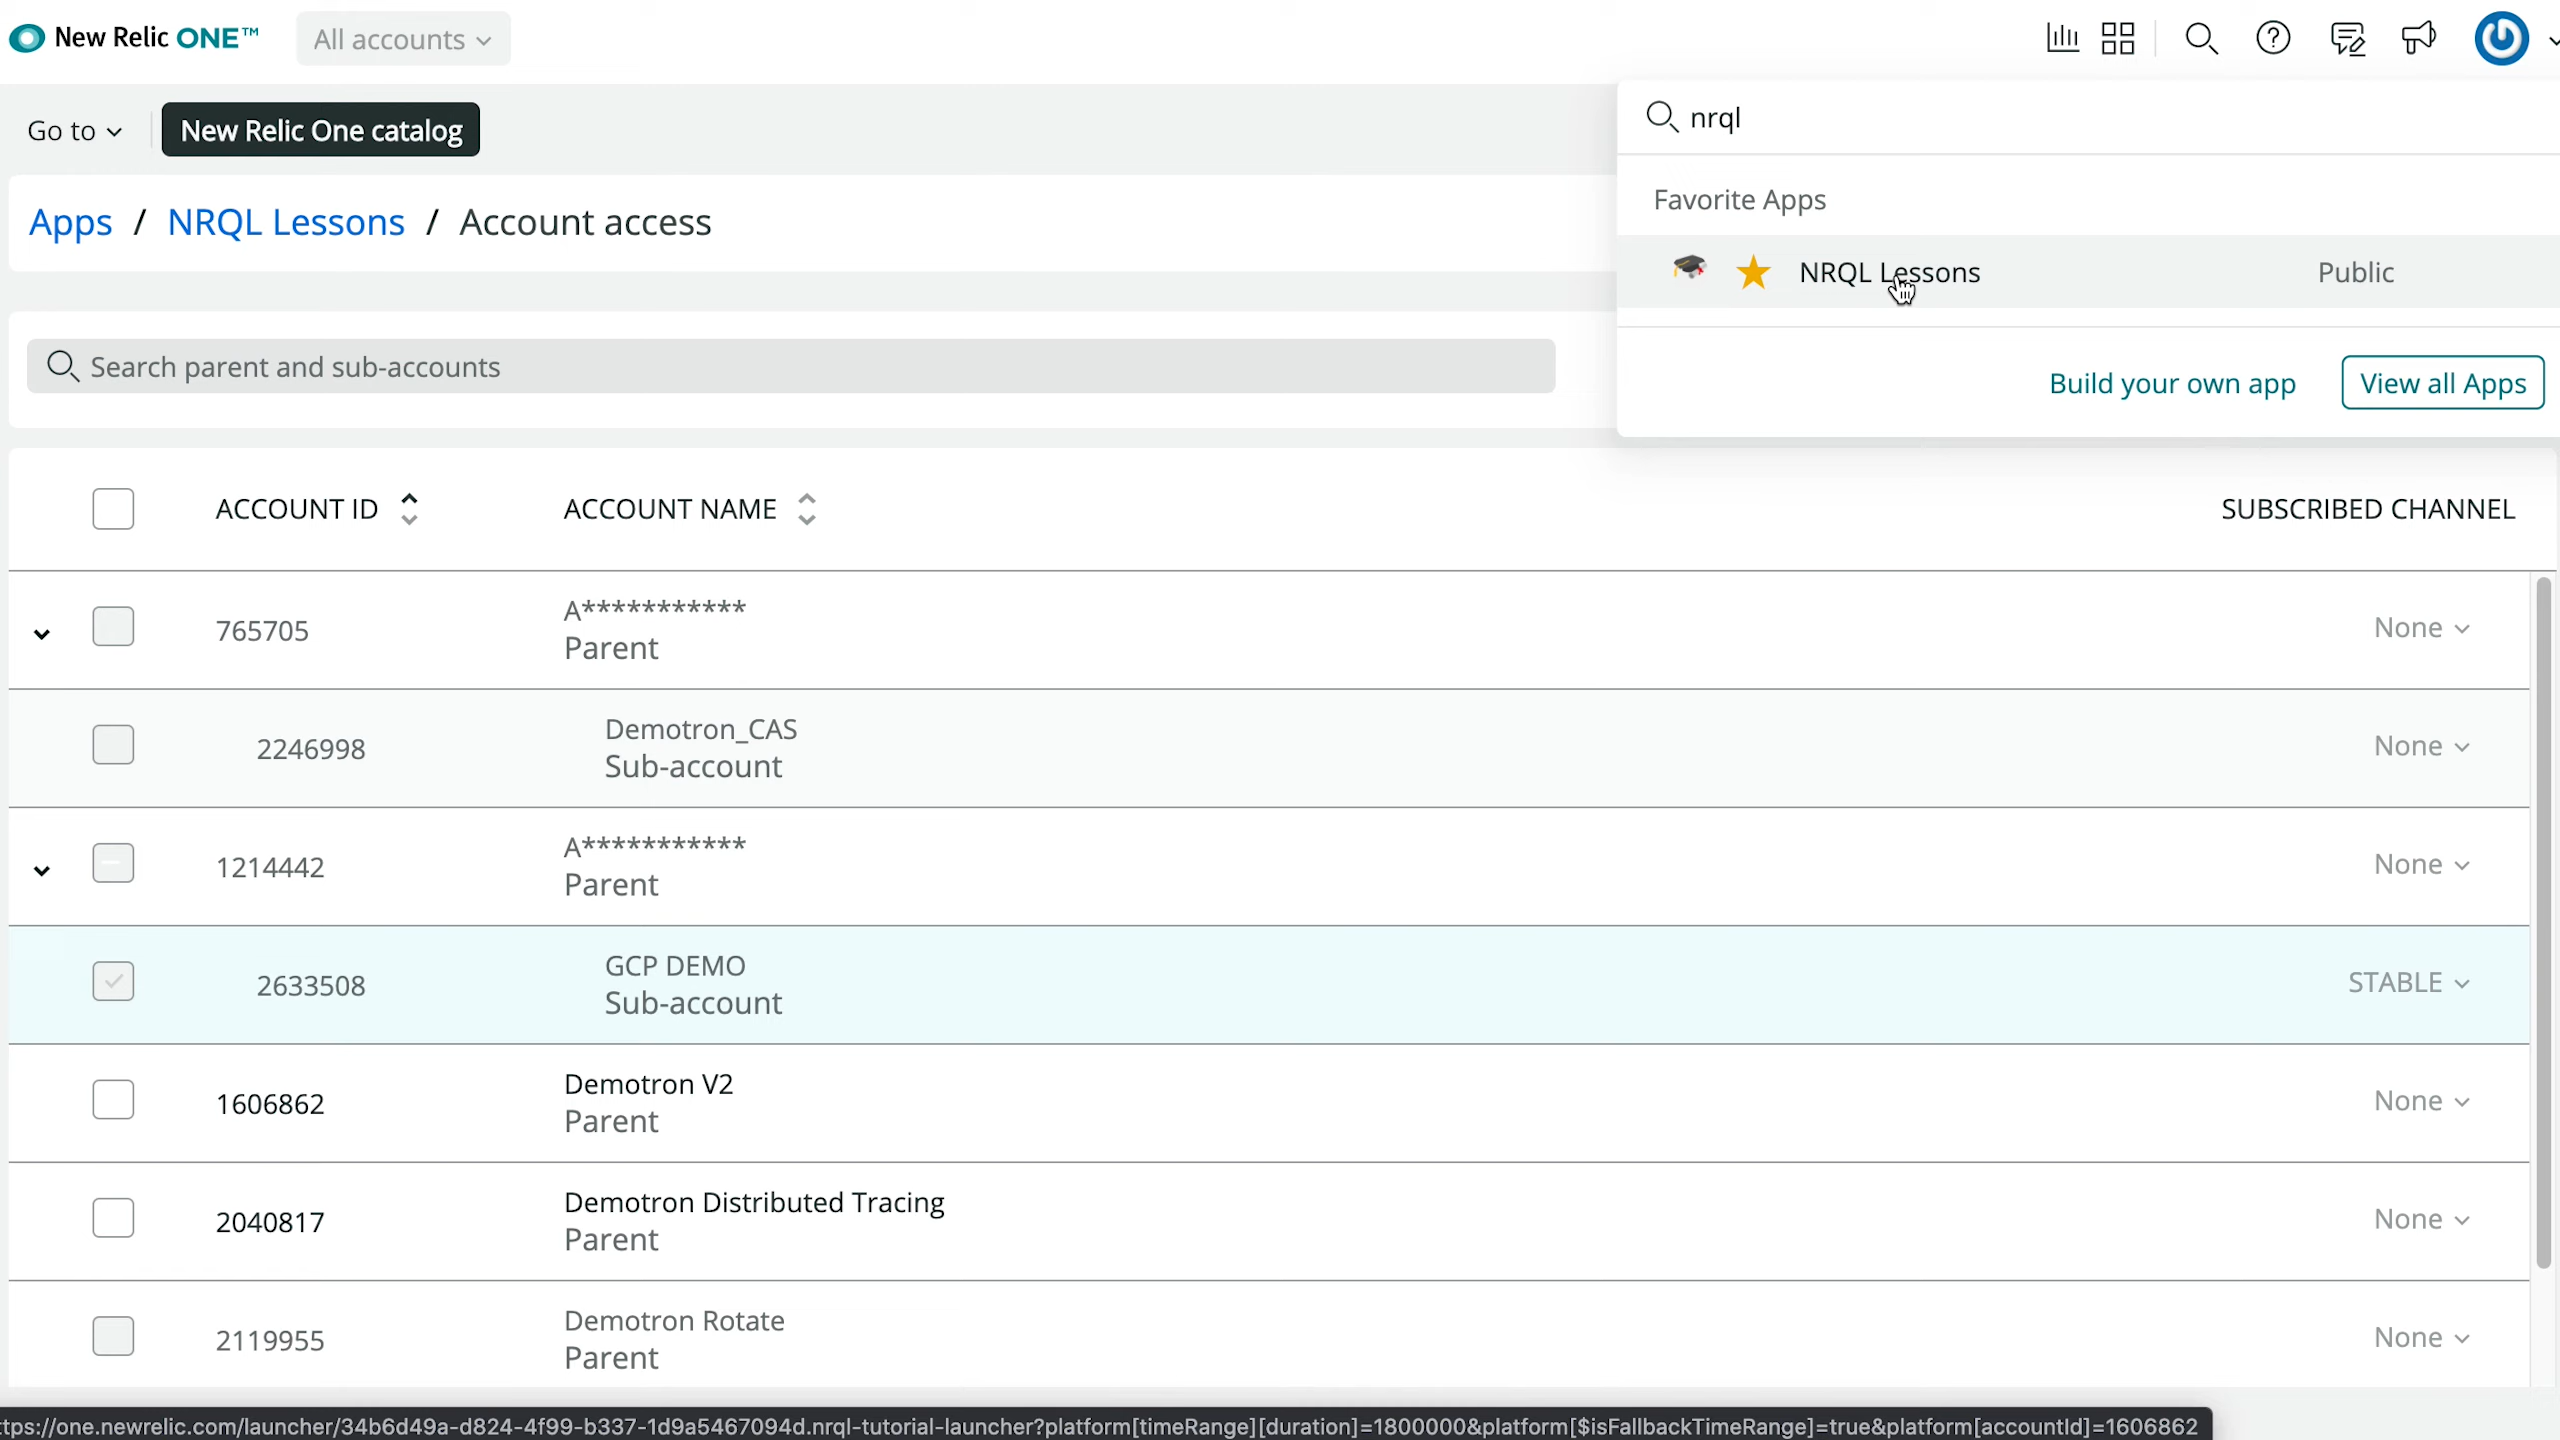 New Relic ONE™ All accounts
Go to New Relic One catalog
nrql
Favorite Apps
NRQL Lessons Public
Build your own app View all Apps
Apps / NRQL Lessons / Account access
Search parent and sub-accounts
ACCOUNT ID ACCOUNT NAME SUBSCRIBED CHANNEL
765705 A*********** None
Parent
2246998 Demotron_CAS None
Sub-account
1214442 A*********** None
Parent
2633508 GCP DEMO STABLE
Sub-account
1606862 Demotron V2 None
Parent
2040817 Demotron Distributed Tracing None
Parent
2119955 Demotron Rotate None
Parent
tps://one.newrelic.com/launcher/34b6d49a-d824-4f99-b337-1d9a5467094d.nrql-tutorial-launcher?platform[timeRange][duration]=1800000&platform[$isFallbackTimeRange]=true&platform[accountId]=1606862